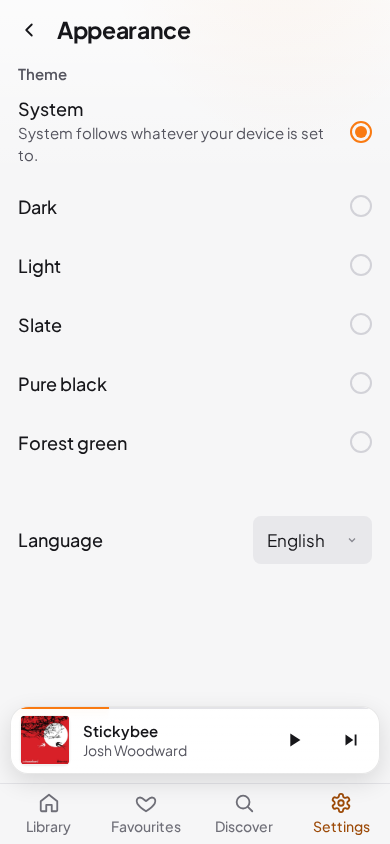 Appearance
Theme
System
System follows whatever your device is set
to.
Dark
Light
Slate
Pure black
Forest green
Language
English
Stickybee
Josh Woodward
Library
Favourites
Discover
Settings